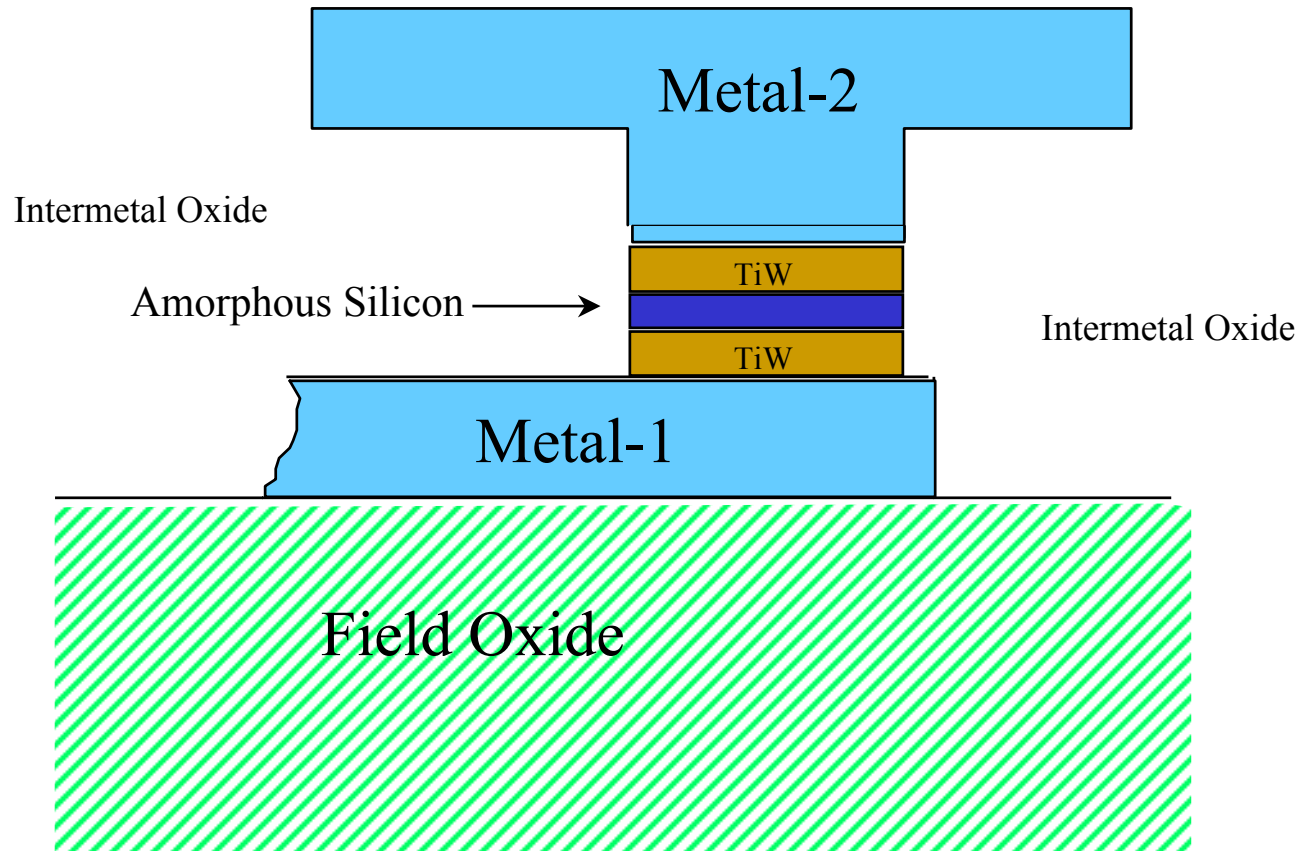 Metal-2
Intermetal Oxide
TiW
Amorphous Silicon
Intermetal Oxide
TiW
Metal-1
Field Oxide